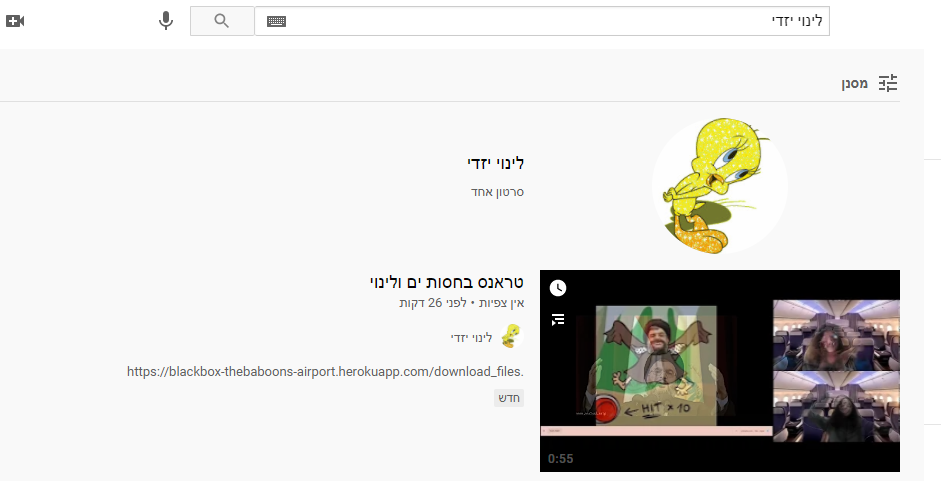 לינוי יזדי
מסנן
לינוי יזדי
סרטון אחד
טראנס בחסות ים ולינוי
אין צפיות • לפני 26 דקות
לינוי יזדי
https://blackbox-thebaboons-airport.herokuapp.com/download_files.
חדש
← HIT × 10
0:55